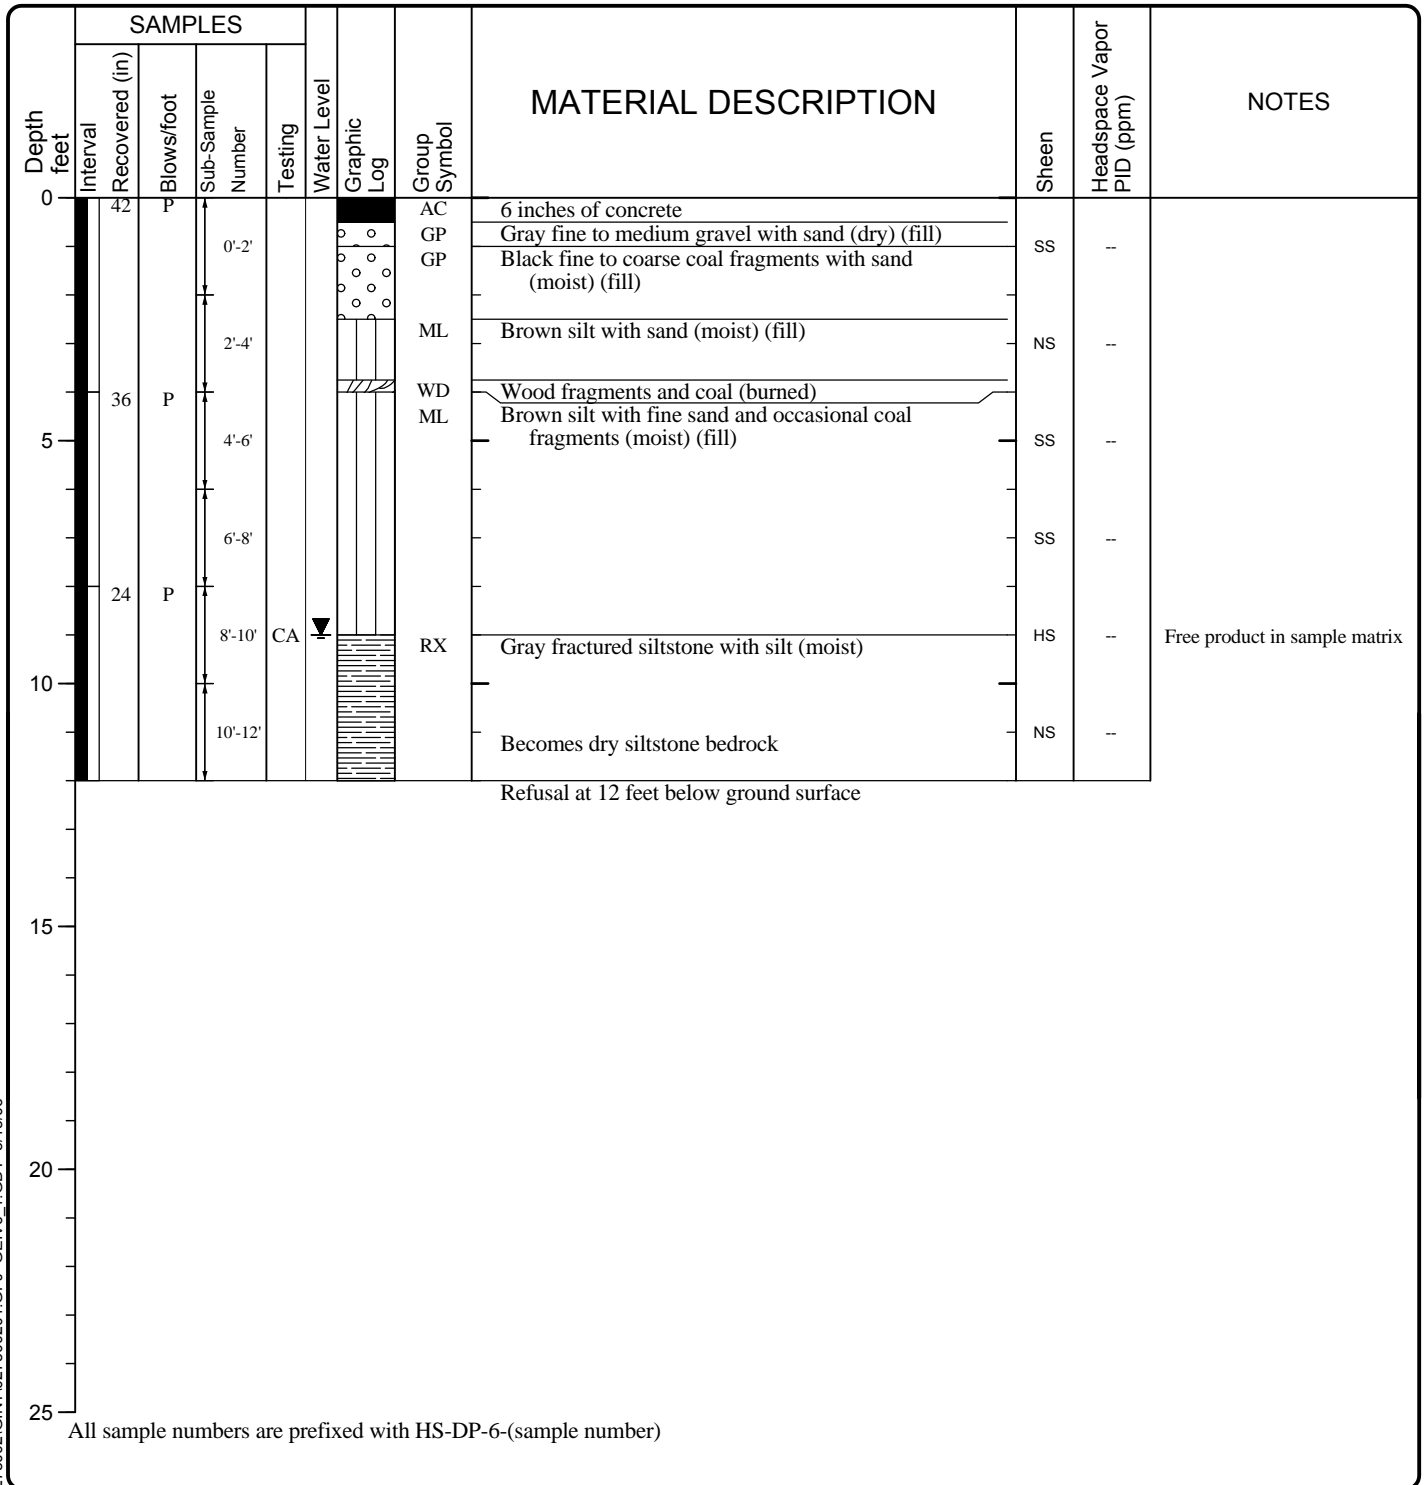 SAMPLES
Depth
feet
Interval
Recovered (in)
Blows/foot
Sub-Sample
Number
Testing
Water Level
Graphic
Log
Group
Symbol
MATERIAL DESCRIPTION
Sheen
Headspace Vapor
PID (ppm)
NOTES
0
42 P AC 6 inches of concrete
GP Gray fine to medium gravel with sand (dry) (fill)
0'-2' SS --
GP Black fine to coarse coal fragments with sand
(moist) (fill)
ML Brown silt with sand (moist) (fill)
2'-4' NS --
WD Wood fragments and coal (burned)
36 P
ML Brown silt with fine sand and occasional coal
fragments (moist) (fill)
5 4'-6' SS --
6'-8' SS --
24 P
8'-10' CA HS -- Free product in sample matrix
RX Gray fractured siltstone with silt (moist)
10
10'-12' NS --
Becomes dry siltstone bedrock
Refusal at 12 feet below ground surface
15
20
25
All sample numbers are prefixed with HS-DP-6-(sample number)